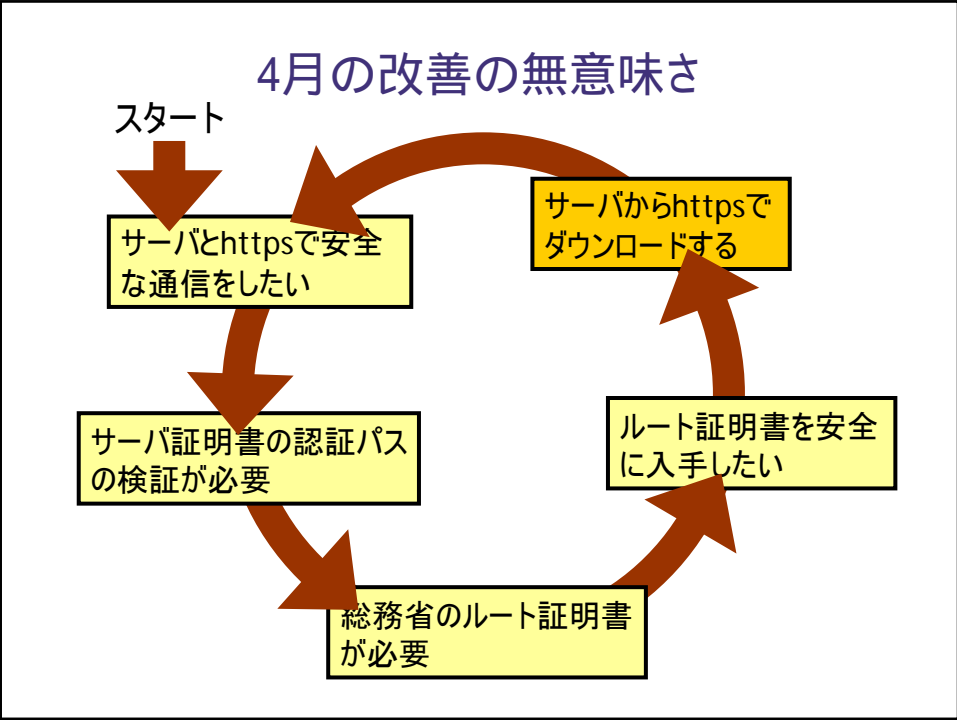 4月の改善の無意味さ
スタート
サーバとhttpsで安全
な通信をしたい
サーバ証明書の認証パス
の検証が必要
総務省のルート証明書
が必要
ルート証明書を安全
に入手したい
サーバからhttpsで
ダウンロードする